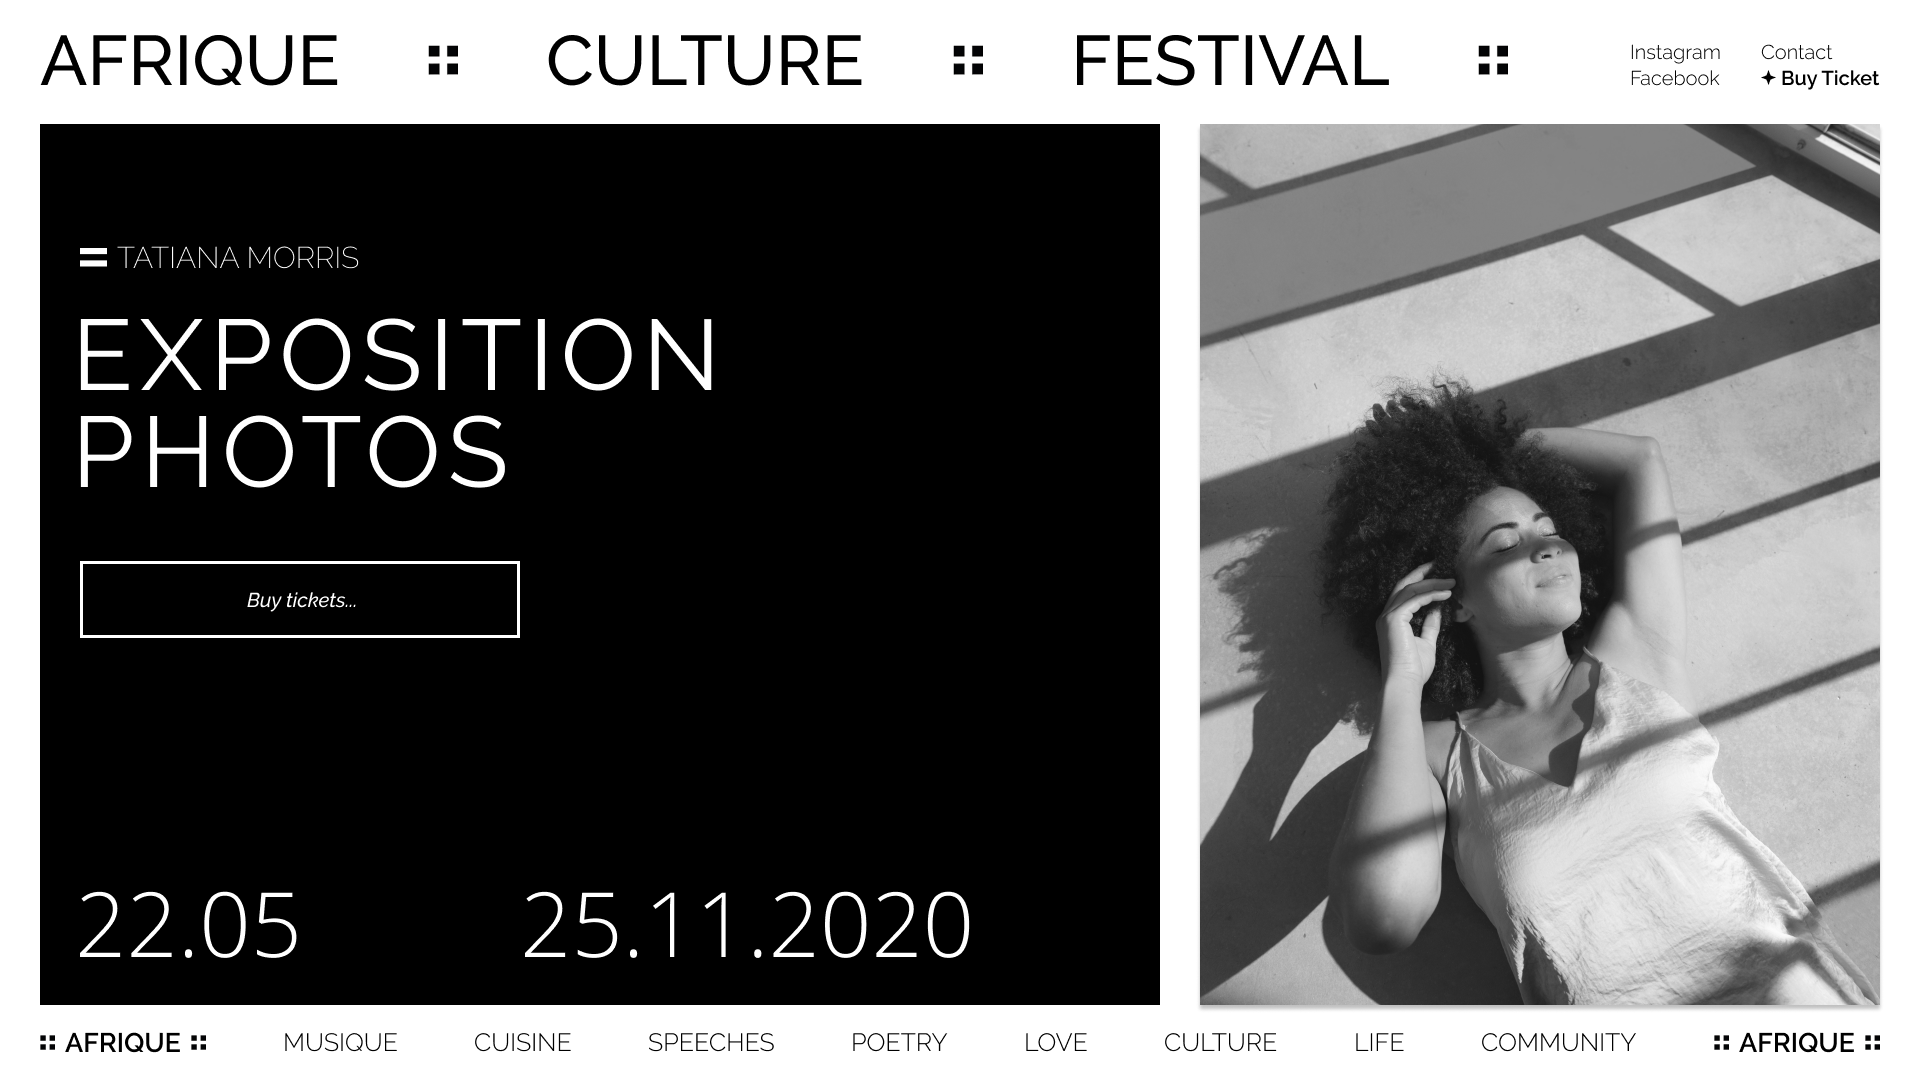 AFRIQUE CULTURE FESTIVAL
Instagram
Facebook
Contact
Buy Ticket
TATIANA MORRIS
EXPOSITION
PHOTOS
Buy tickets...
22.05 25.11.2020
AFRIQUE MUSIQUE CUISINE SPEECHES POETRY LOVE CULTURE LIFE COMMUNITY AFRIQUE